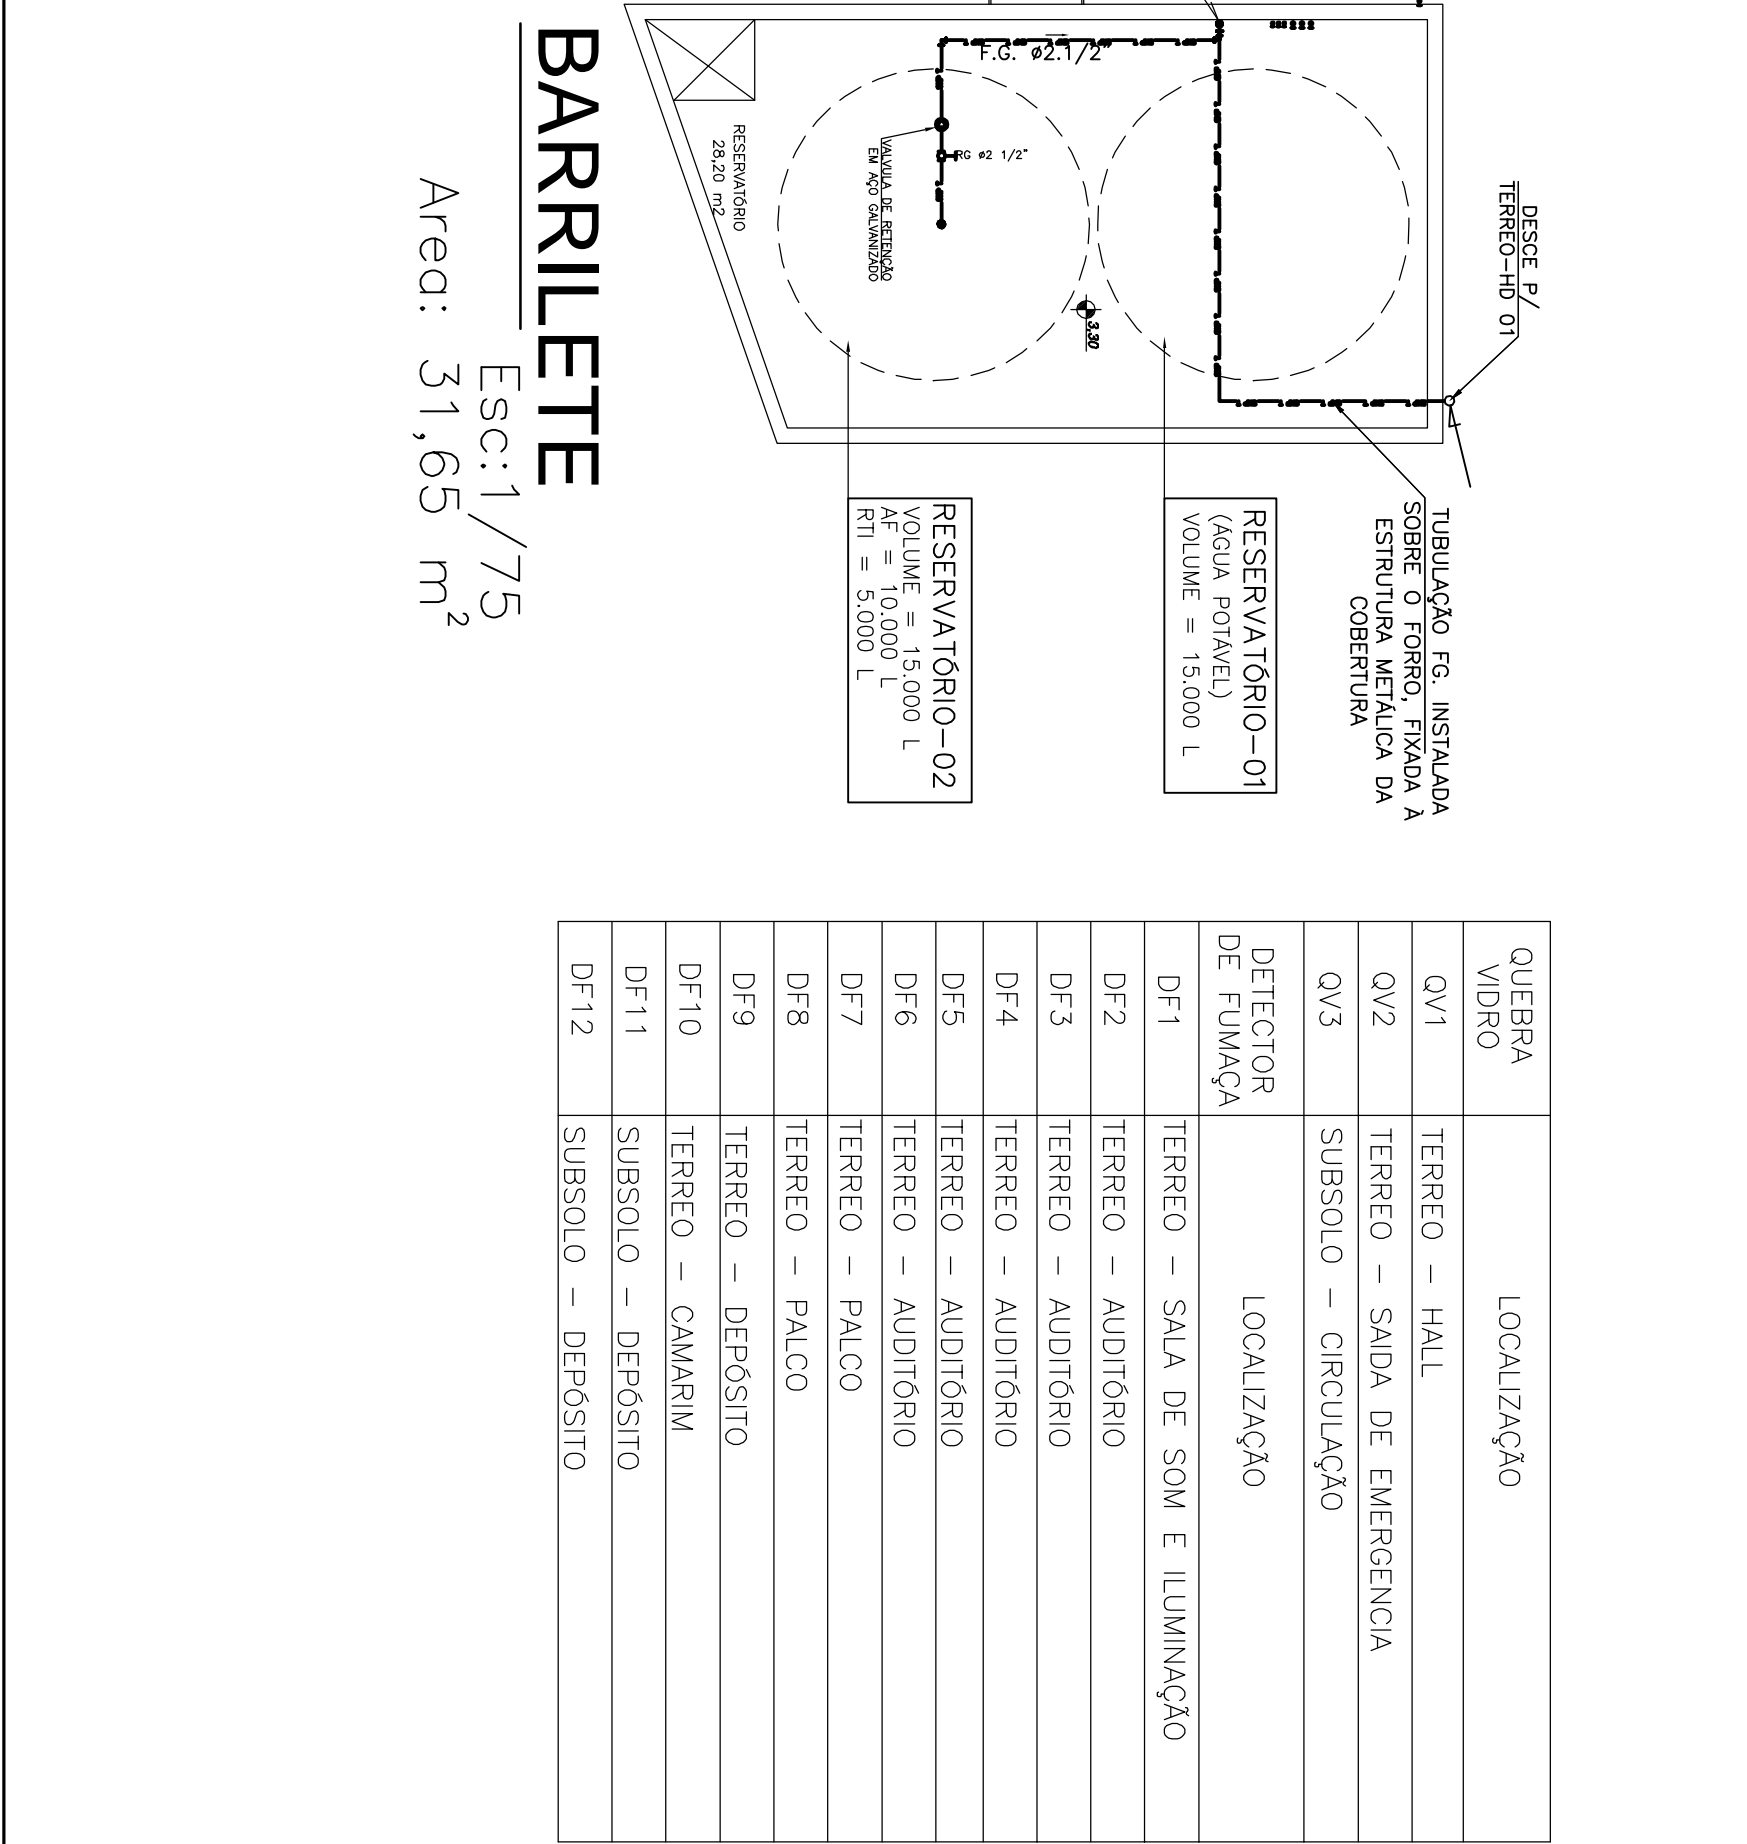 DESCE P/
TERREO-HD 01
F.G. ø2.1/2"
RG ø2 1/2"
VALVULA DE RETENÇÃO
EM AÇO GALVANIZADO
3,30
RESERVATÓRIO
28,20 m2
TUBULAÇÃO FG. INSTALADA
SOBRE O FORRO, FIXADA À
ESTRUTURA METÁLICA DA
COBERTURA
RESERVATÓRIO-01
(ÁGUA POTÁVEL)
VOLUME = 15.000 L
RESERVATÓRIO-02
VOLUME = 15.000 L
AF = 10.000 L
RTI = 5.000 L
BARRILETE
Esc:1/75
Area: 31,65 m²
QUEBRA VIDRO LOCALIZAÇÃO
QV1 TERREO - HALL
QV2 TERREO - SAIDA DE EMERGENCIA
QV3 SUBSOLO - CIRCULAÇÃO
DETECTOR DE FUMAÇA LOCALIZAÇÃO
DF1 TERREO - SALA DE SOM E ILUMINAÇÃO
DF2 TERREO - AUDITÓRIO
DF3 TERREO - AUDITÓRIO
DF4 TERREO - AUDITÓRIO
DF5 TERREO - AUDITÓRIO
DF6 TERREO - AUDITÓRIO
DF7 TERREO - PALCO
DF8 TERREO - PALCO
DF9 TERREO - DEPÓSITO
DF10 TERREO - CAMARIM
DF11 SUBSOLO - DEPÓSITO
DF12 SUBSOLO - DEPÓSITO